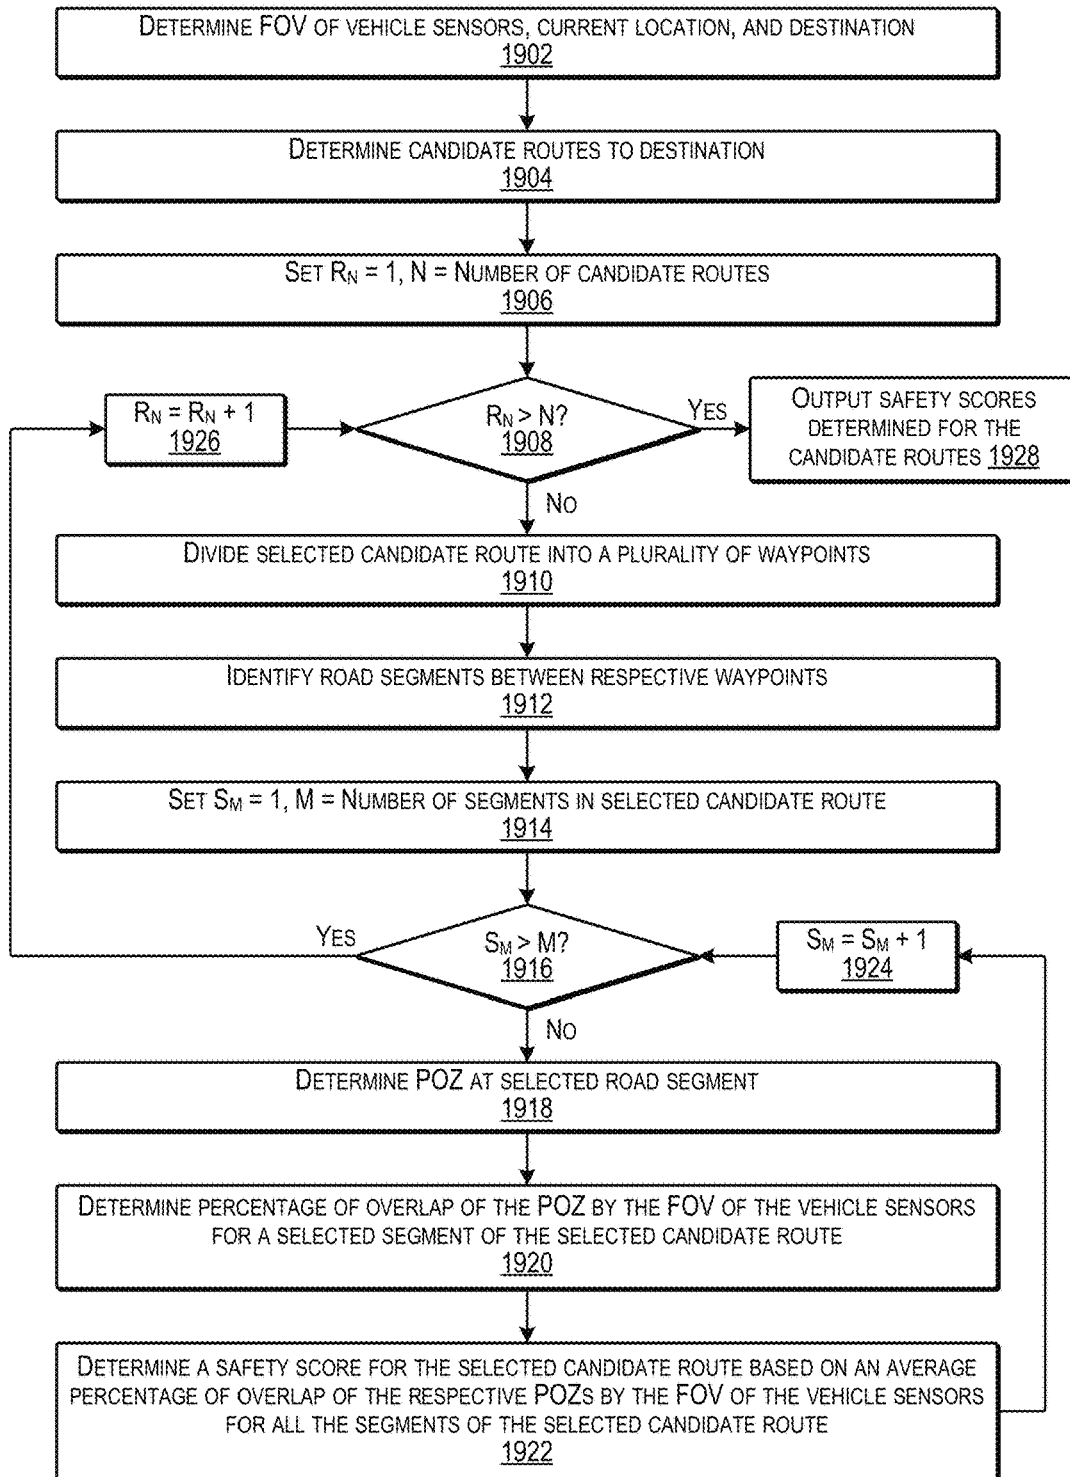 DETERMINE FOV OF VEHICLE SENSORS, CURRENT LOCATION, AND DESTINATION
1902
DETERMINE CANDIDATE ROUTES TO DESTINATION
1904
SET RN = 1, N = NUMBER OF CANDIDATE ROUTES
1906
RN = RN + 1
1926
RN > N?
1908
YES
OUTPUT SAFETY SCORES
DETERMINED FOR THE
CANDIDATE ROUTES 1928
NO
DIVIDE SELECTED CANDIDATE ROUTE INTO A PLURALITY OF WAYPOINTS
1910
IDENTIFY ROAD SEGMENTS BETWEEN RESPECTIVE WAYPOINTS
1912
SET SM = 1, M = NUMBER OF SEGMENTS IN SELECTED CANDIDATE ROUTE
1914
YES
SM > M?
1916
SM = SM + 1
1924
NO
DETERMINE POZ AT SELECTED ROAD SEGMENT
1918
DETERMINE PERCENTAGE OF OVERLAP OF THE POZ BY THE FOV OF THE VEHICLE SENSORS
FOR A SELECTED SEGMENT OF THE SELECTED CANDIDATE ROUTE
1920
DETERMINE A SAFETY SCORE FOR THE SELECTED CANDIDATE ROUTE BASED ON AN AVERAGE
PERCENTAGE OF OVERLAP OF THE RESPECTIVE POZS BY THE FOV OF THE VEHICLE SENSORS
FOR ALL THE SEGMENTS OF THE SELECTED CANDIDATE ROUTE
1922